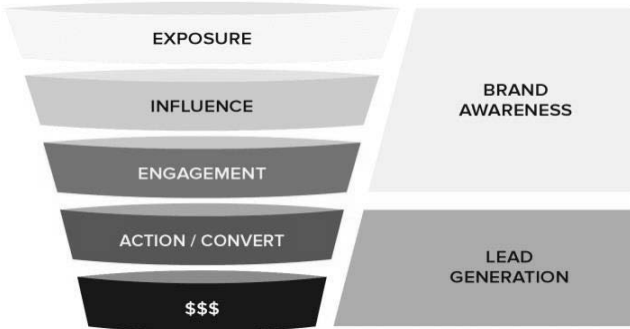 EXPOSURE
INFLUENCE
ENGAGEMENT
ACTION / CONVERT
$$$
BRAND
AWARENESS
LEAD
GENERATION